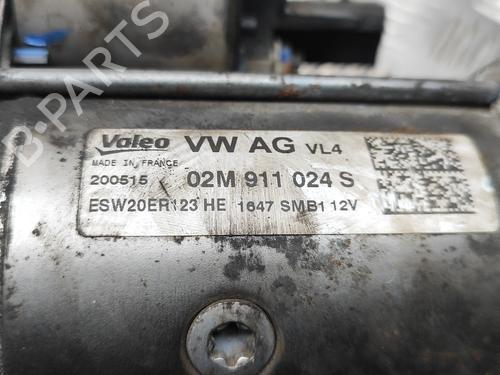 B-PARTS
Valeo VW AG VL4
MADE IN FRANCE
200515 02M 911 024 S
ESW20ER123 HE 1647 SMB1 12V